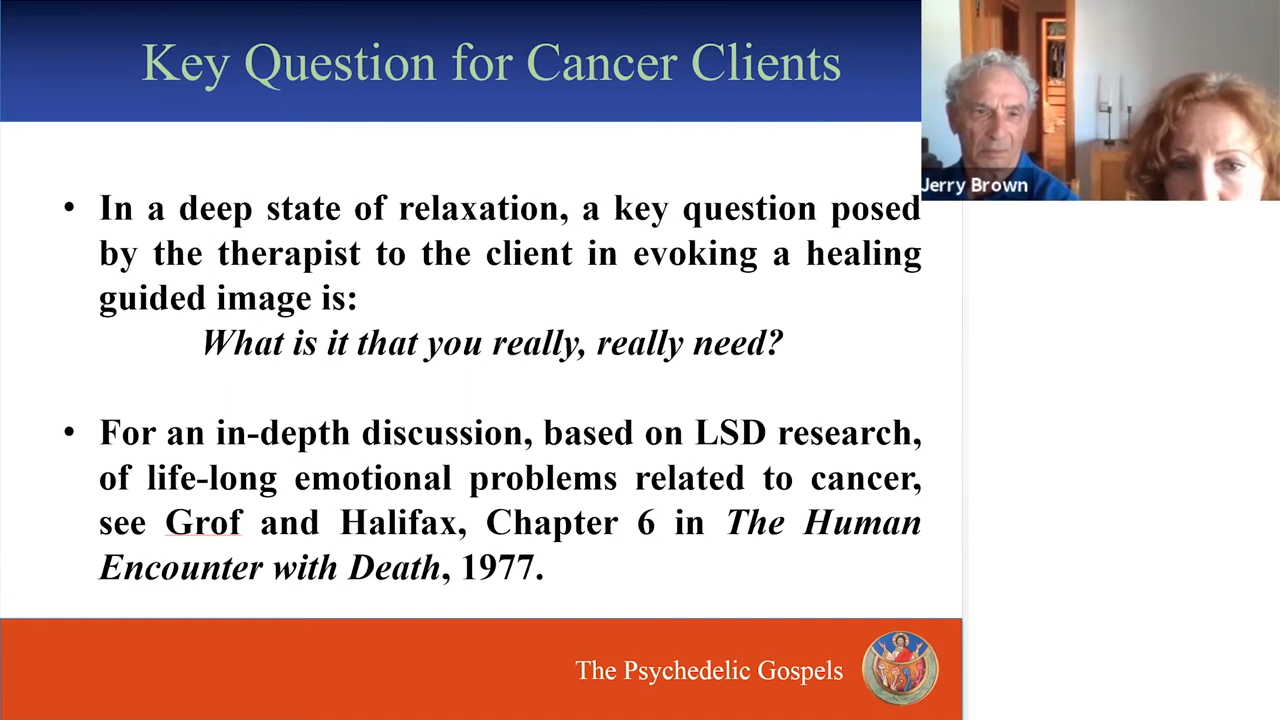 Key Question for Cancer Clients
Jerry Brown
• In a deep state of relaxation, a key question posed
by the therapist to the client in evoking a healing
guided image is:
What is it that you really, really need?
• For an in-depth discussion, based on LSD research,
of life-long emotional problems related to cancer,
see Grof and Halifax, Chapter 6 in The Human
Encounter with Death, 1977.
The Psychedelic Gospels